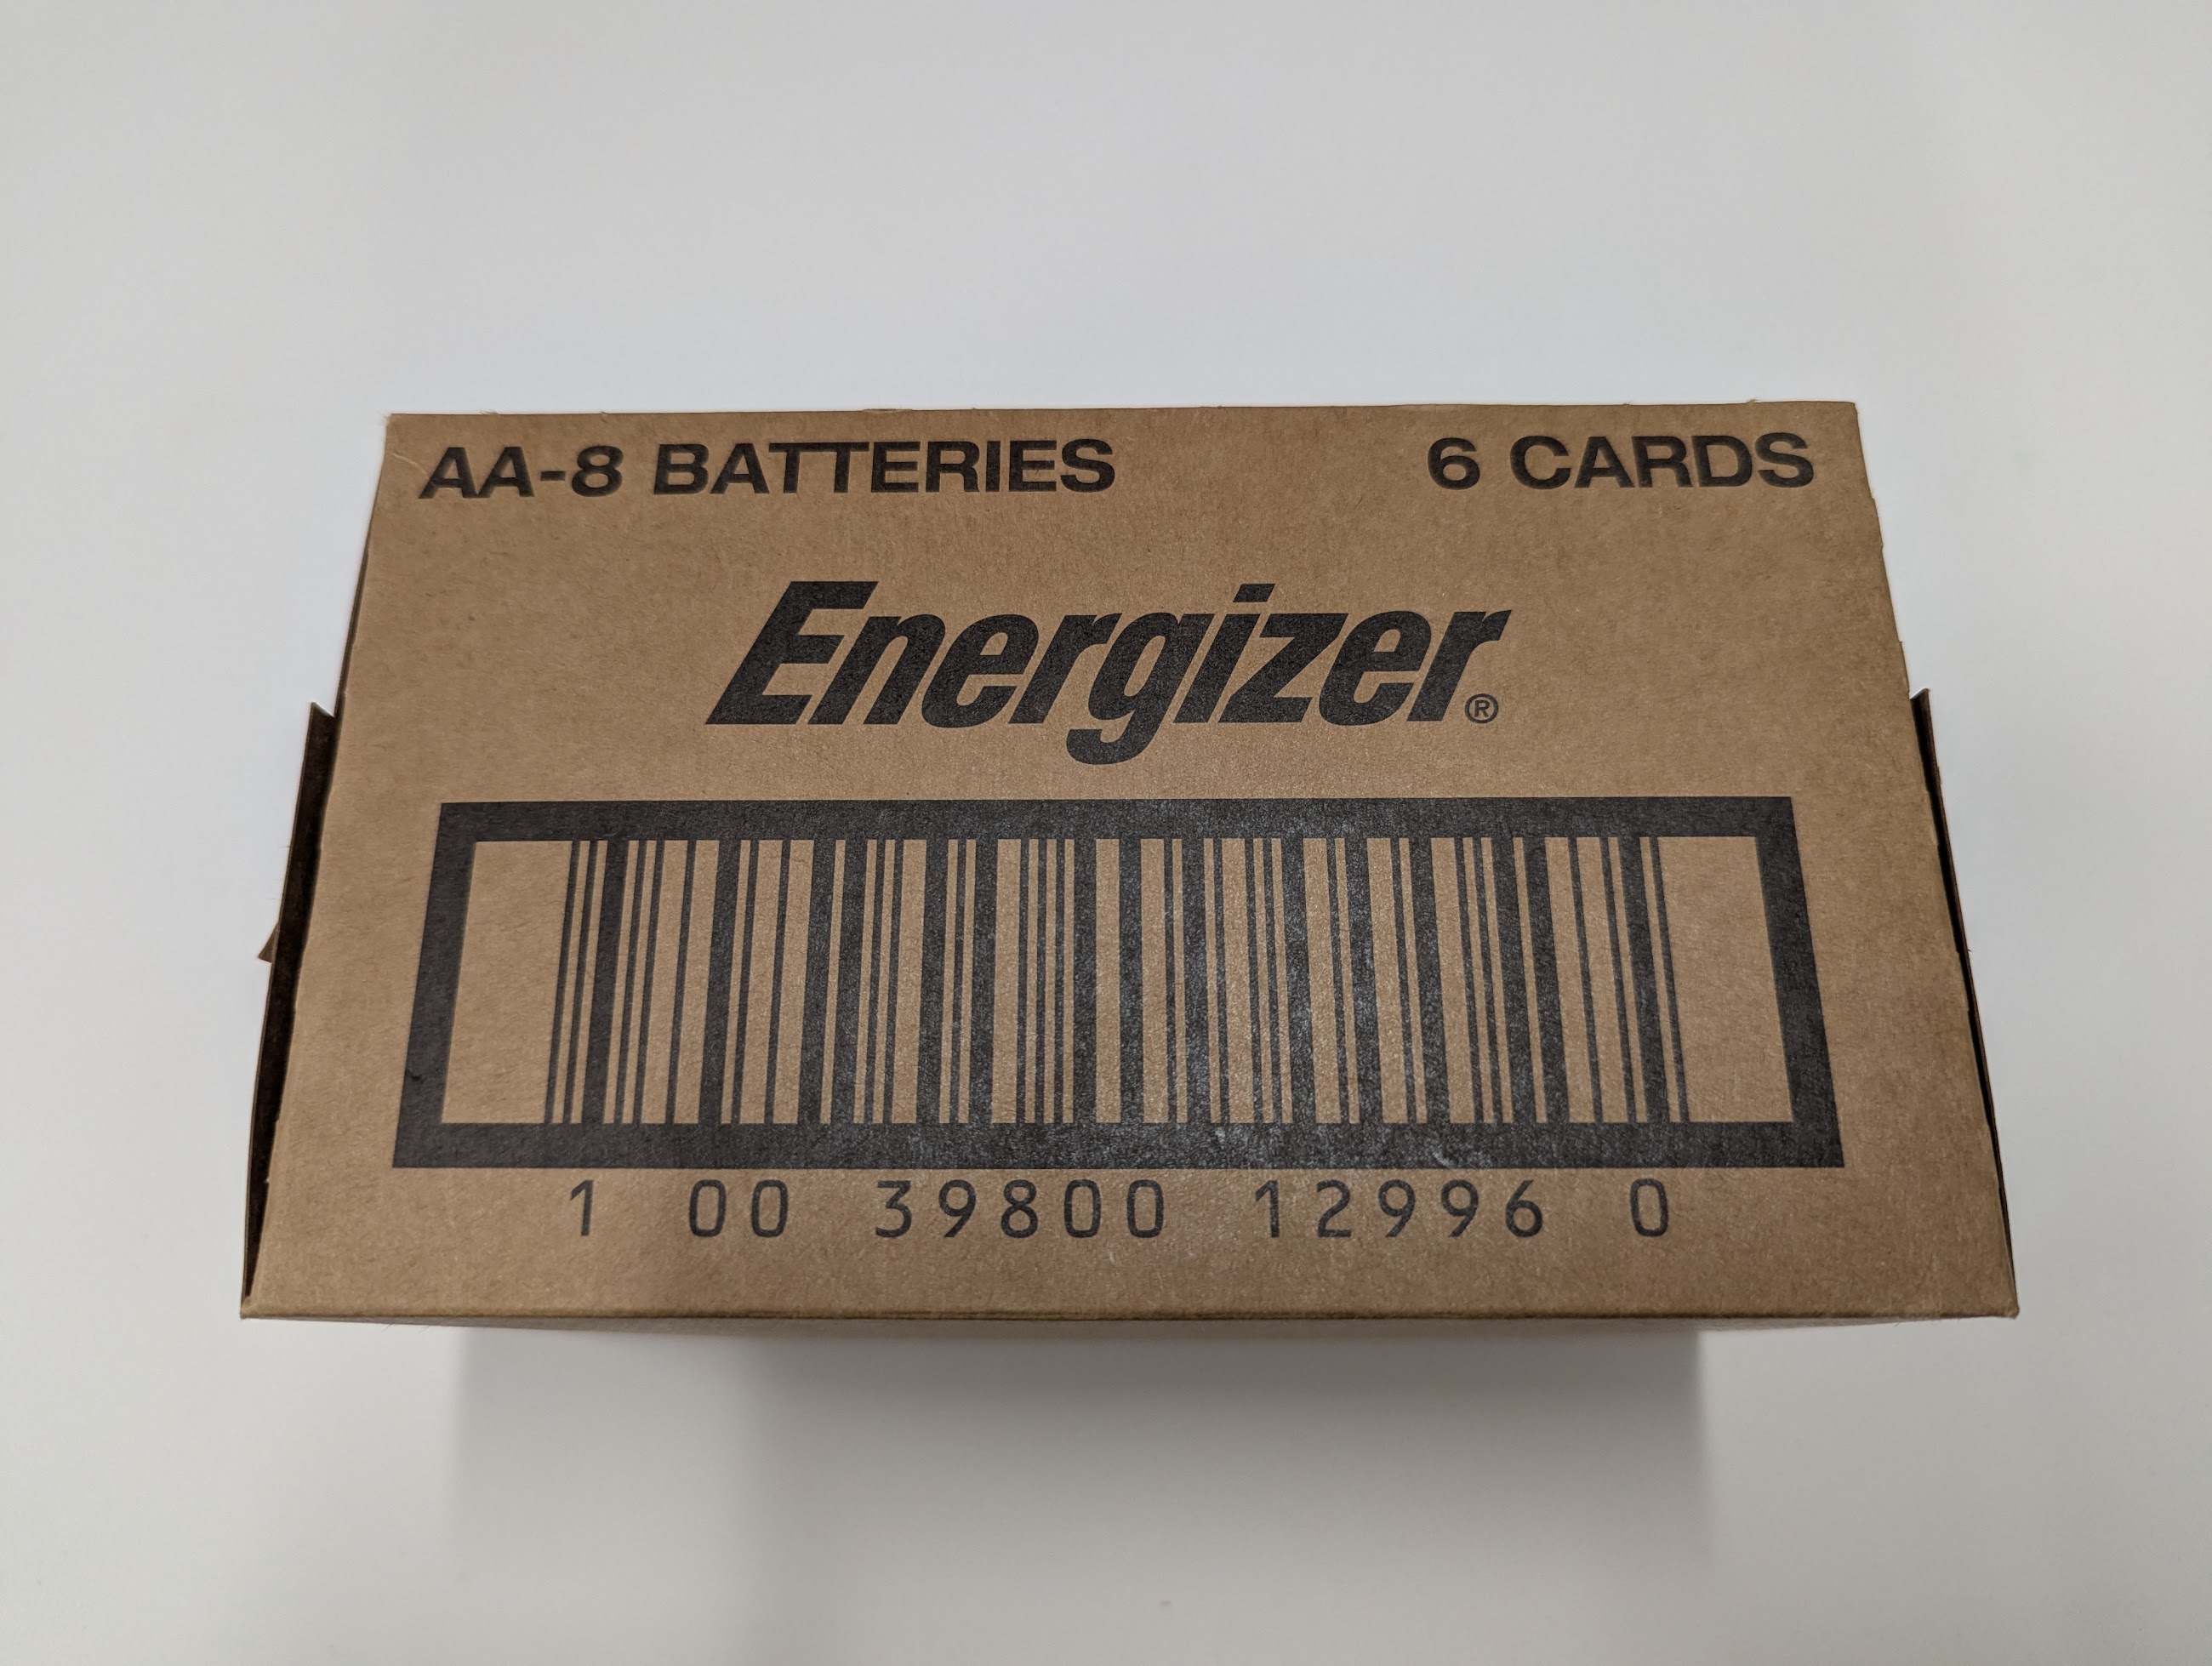 AA-8 BATTERIES 6 CARDS
Energizer®
1 00 39800 12996 0